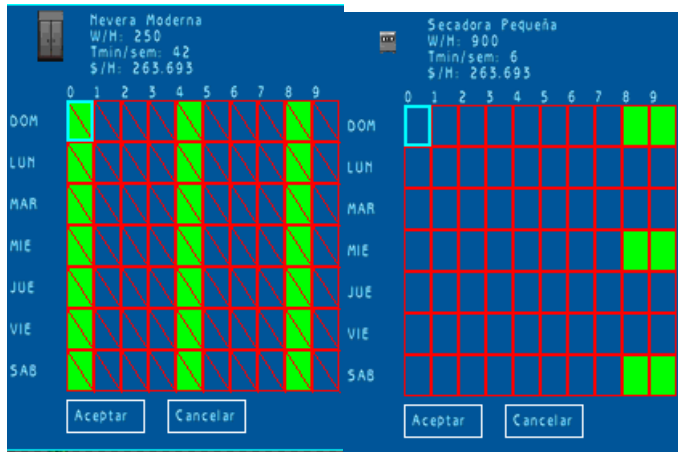 Nevera Moderna
W/H: 250
Tmin/sem: 42
$/H: 263.693
0 1 2 3 4 5 6 7 8 9
DOM
LUN
MAR
MIE
JUE
VIE
SAB
Aceptar Cancelar
Secadora Pequeña
W/H: 900
Tmin/sem: 6
$/H: 263.693
0 1 2 3 4 5 6 7 8 9
DOM
LUN
MAR
MIE
JUE
VIE
SAB
Aceptar Cancelar